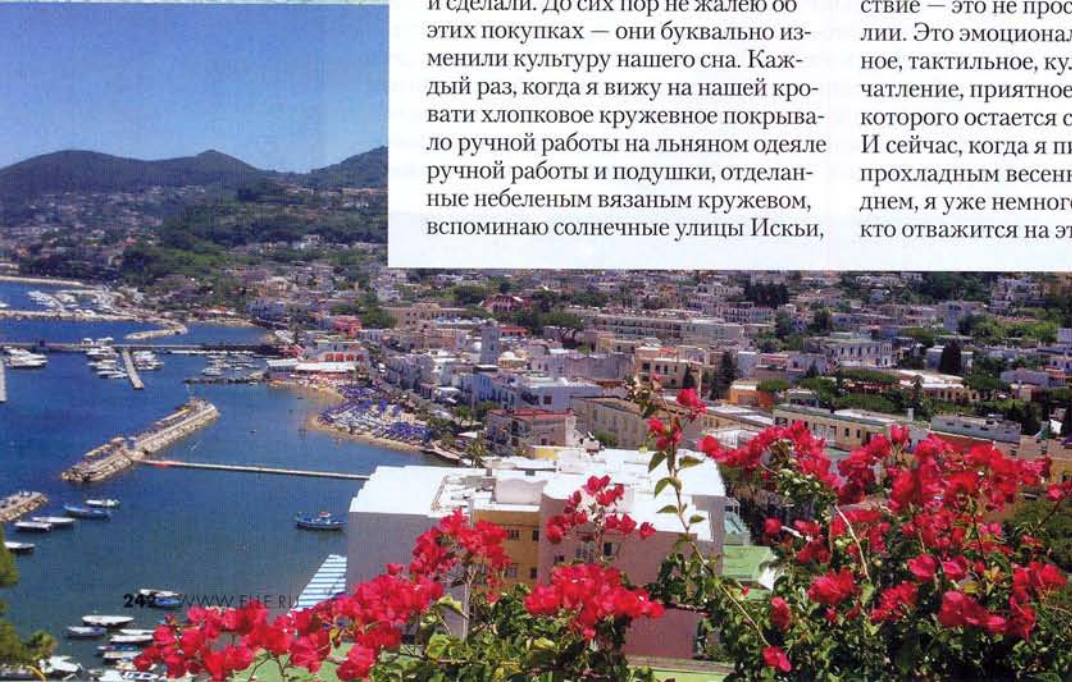 и сделали. До сих пор не жалею об
этих покупках — они буквально из-
менили культуру нашего сна. Каж-
дый раз, когда я вижу на нашей кро-
вати хлопковое кружевное покрыва-
ло ручной работы на льняном одеяле
ручной работы и подушки, отделан-
ные небеленым вязаным кружевом,
вспоминаю солнечные улицы Искьи,
ствие — это не прос
лии. Это эмоционал
ное, тактильное, кул
чатление, приятное
которого остается с
И сейчас, когда я пи
прохладным весенн
днем, я уже немного
кто отважится на эт
242 WWW.ELLE.RU